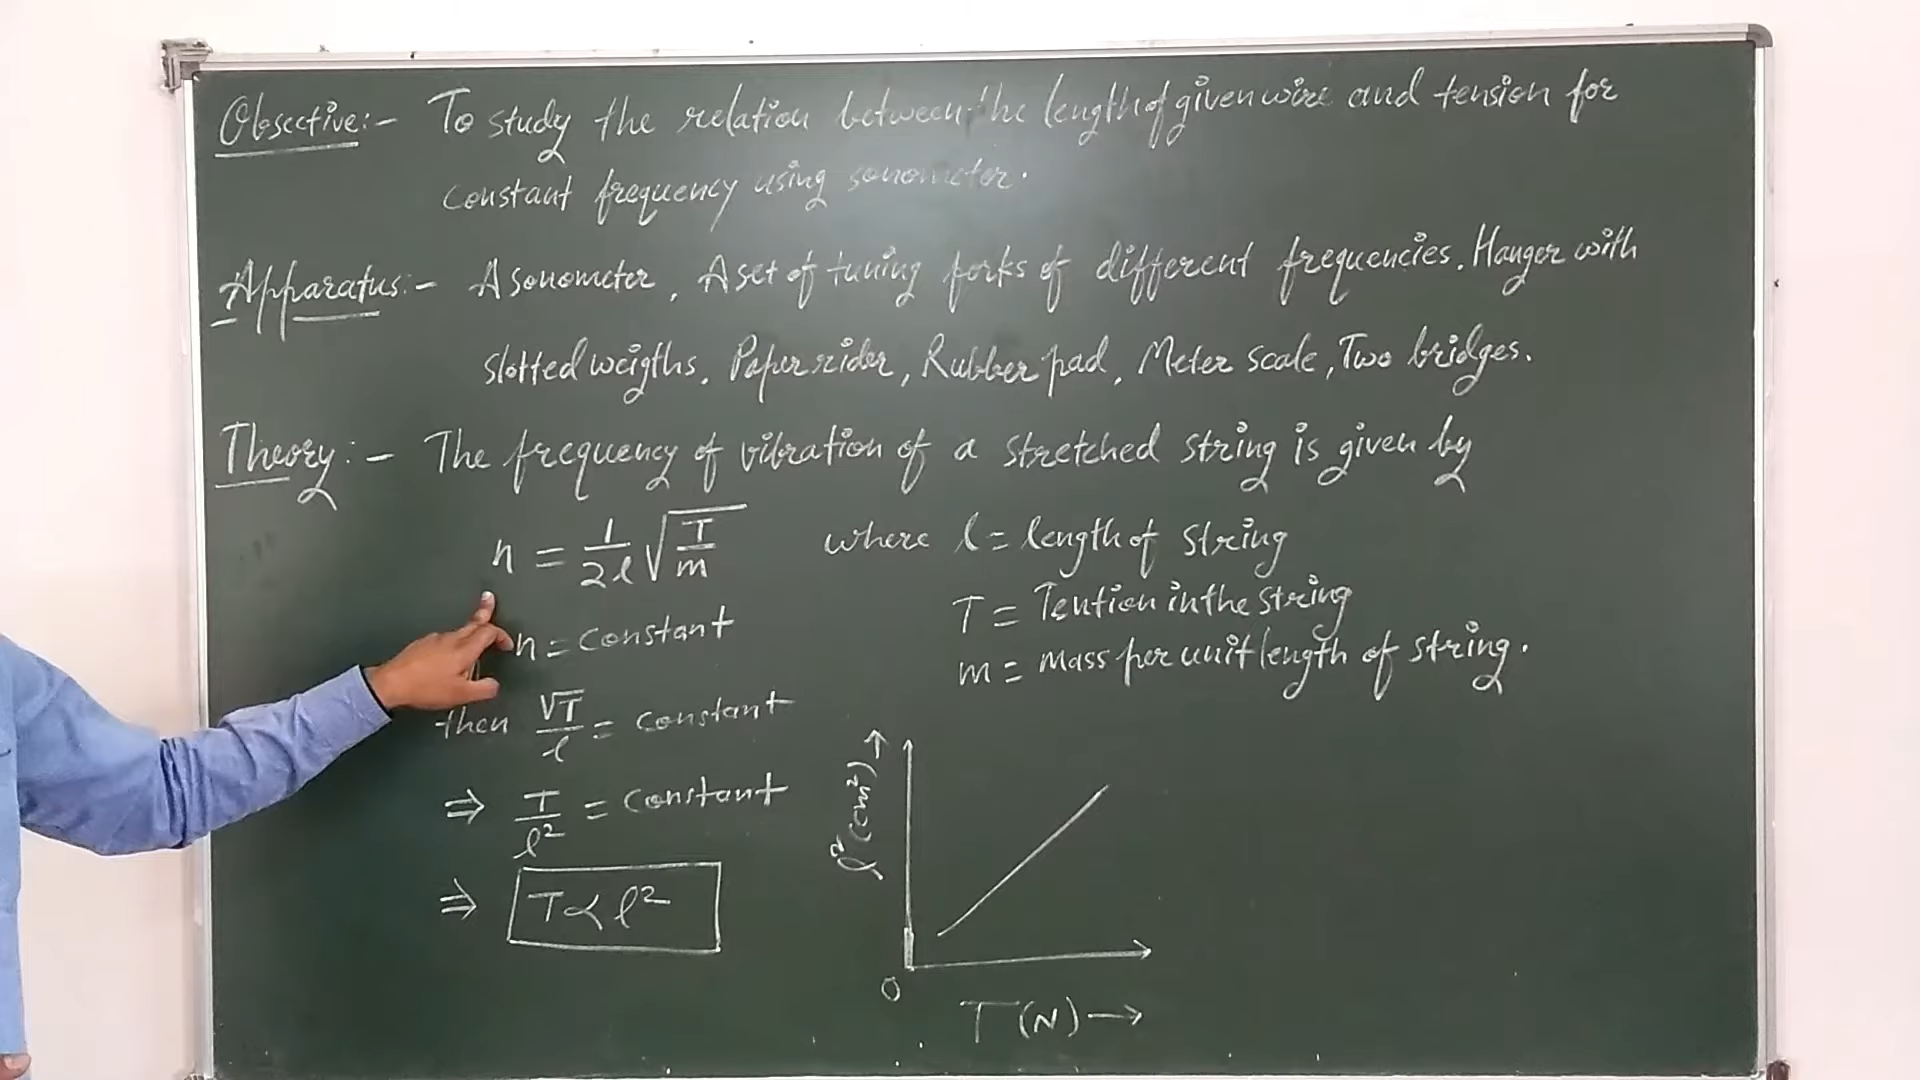 Objective:- To study the relation between the length of given wire and tension for
constant frequency using sonometer.
Apparatus:- A sonometer, A set of tuning forks of different frequencies. Hanger with
slotted weigths, Paper rider, Rubber pad, Meter scale, Two bridges.
Theory:- The frequency of vibration of a stretched string is given by
n = 1/2l √(T/m) where l = length of string
T = Tention in the string
n = constant
m = mass per unit length of string.
then √T/l = constant
⇒ T/l² = constant
⇒ T ∝ l²
l² (cm²) →
O
T (N) →